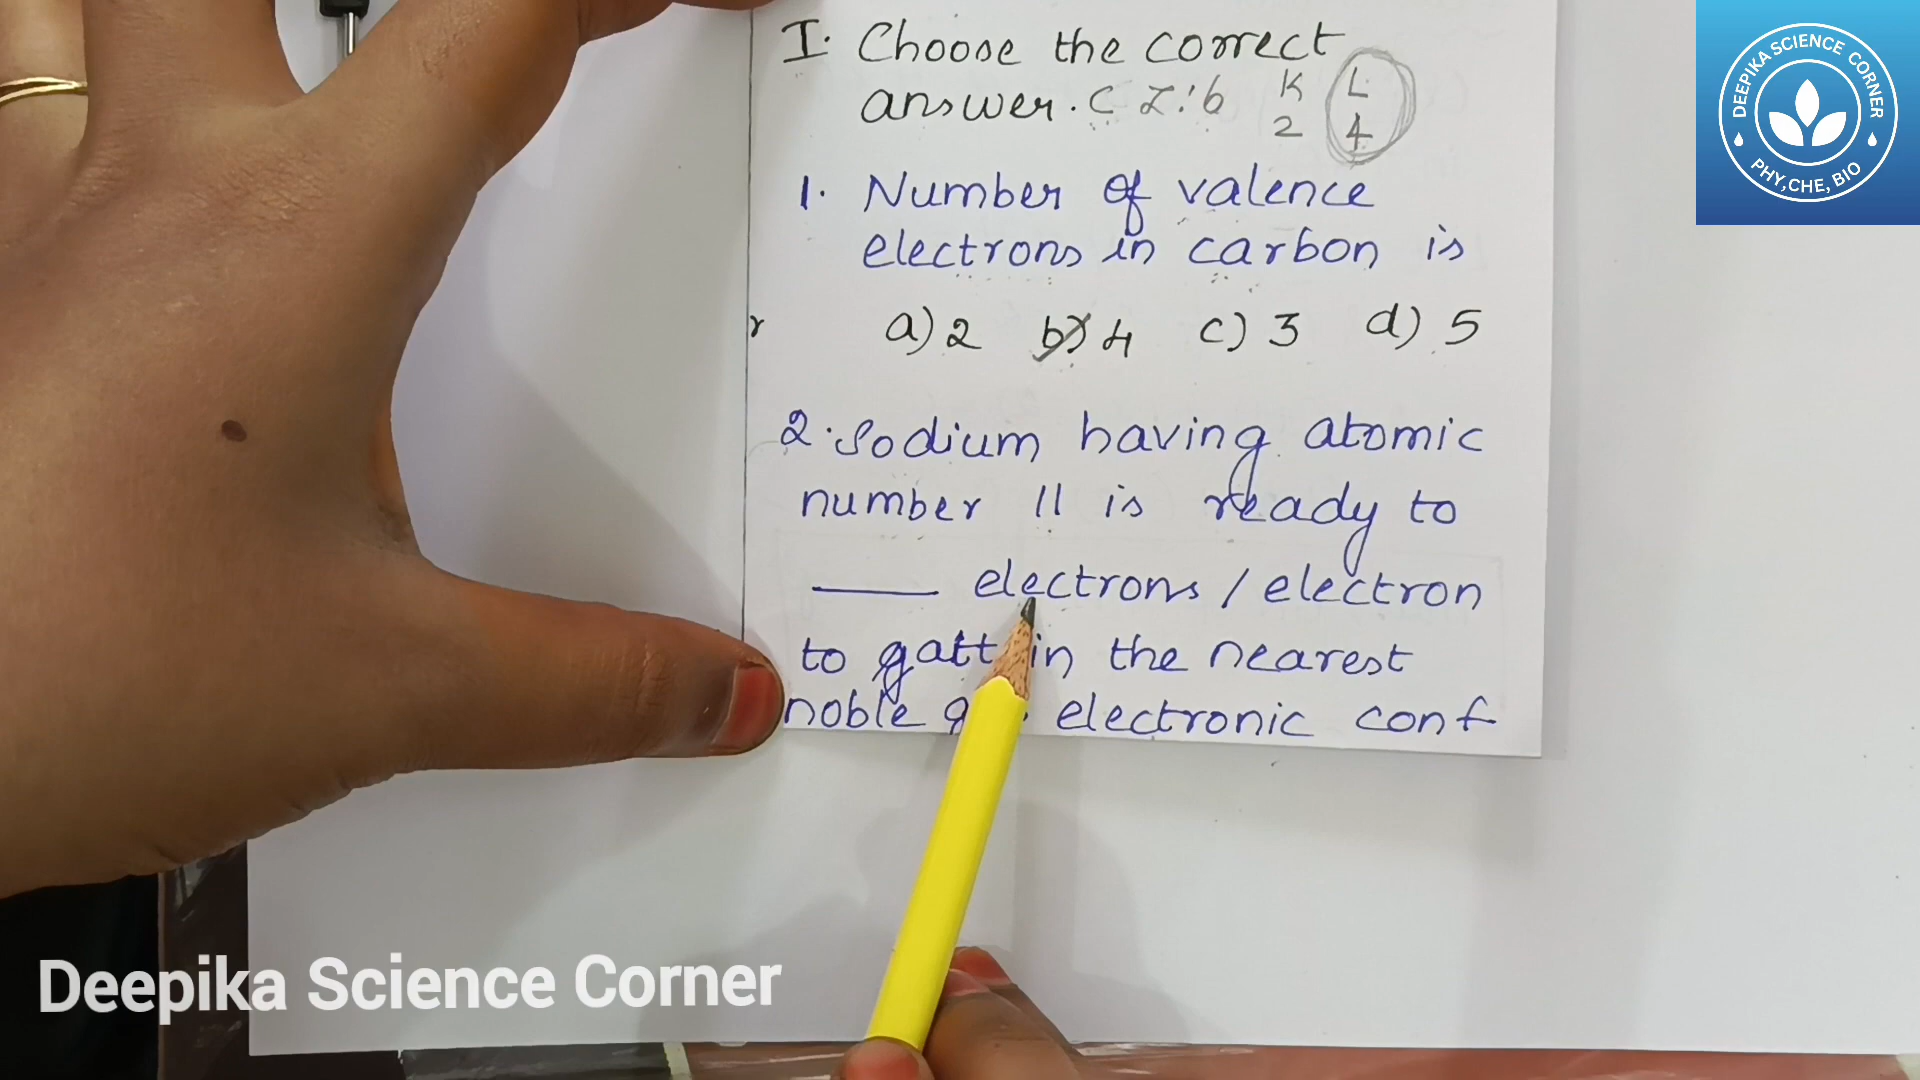 I. Choose the correct
answer. C Z:6 K L
2 4
1. Number of valence
electrons in carbon is
a) 2 b) 4 c) 3 d) 5
2. Sodium having atomic
number 11 is ready to
_____ electrons / electron
to gatt in the nearest
noble electronic conf
DEEPIKA SCIENCE CORNER
PHY,CHE, BIO
Deepika Science Corner